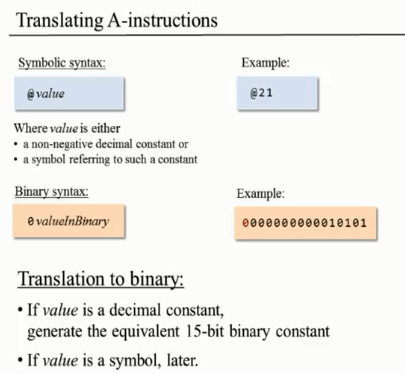 Translating A-instructions
Symbolic syntax:
Example:
@value
@21
Where value is either
• a non-negative decimal constant or
• a symbol referring to such a constant
Binary syntax:
Example:
0 valueInBinary
0000000000010101
Translation to binary:
• If value is a decimal constant,
generate the equivalent 15-bit binary constant
• If value is a symbol, later.